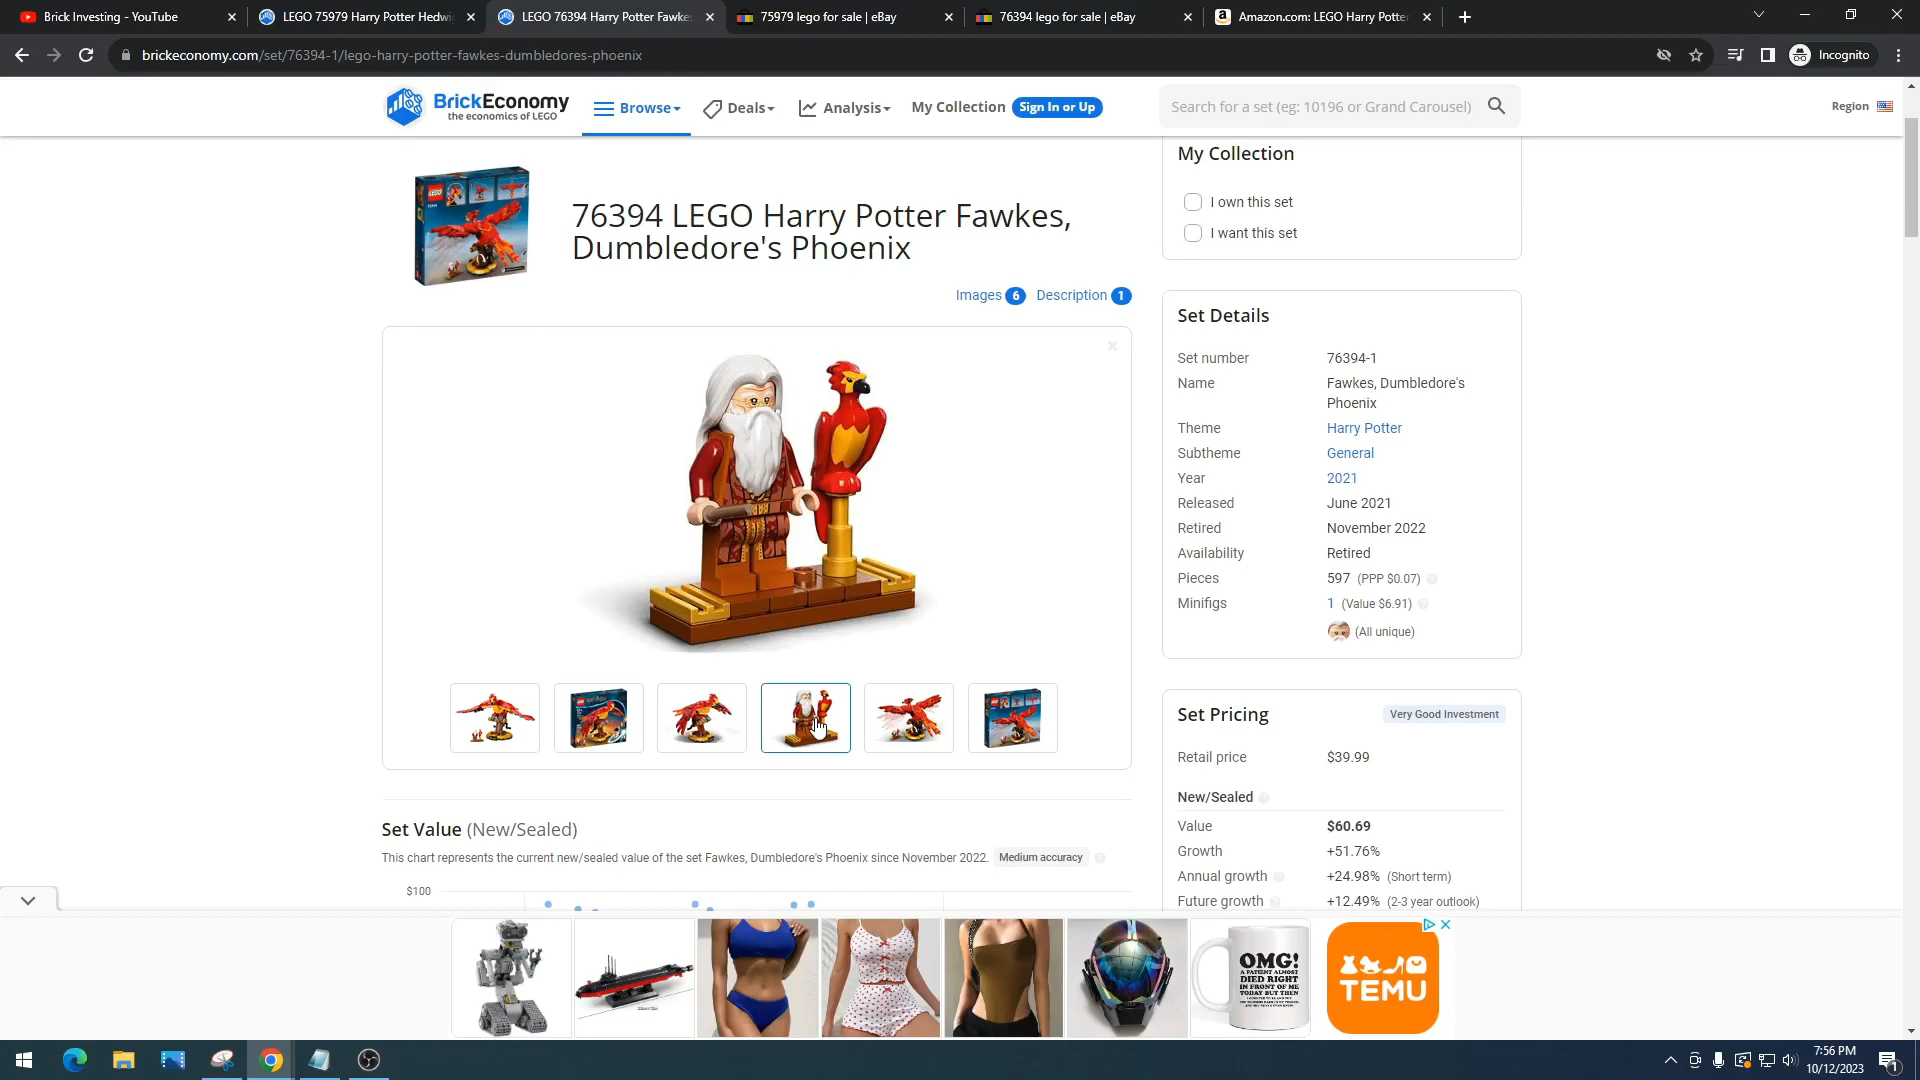 Brick Investing - YouTube
LEGO 75979 Harry Potter Hedwi
LEGO 76394 Harry Potter Fawke
75979 lego for sale | eBay
76394 lego for sale | eBay
Amazon.com: LEGO Harry Potter
brickeconomy.com/set/76394-1/lego-harry-potter-fawkes-dumbledores-phoenix
Incognito
BrickEconomy
the economics of LEGO
Browse
Deals
Analysis
My Collection
Sign In or Up
Search for a set (eg: 10196 or Grand Carousel)
Region
76394 LEGO Harry Potter Fawkes,
Dumbledore's Phoenix
Images 6
Description 1
My Collection
I own this set
I want this set
Set Details
Set number 76394-1
Name Fawkes, Dumbledore's
Phoenix
Theme Harry Potter
Subtheme General
Year 2021
Released June 2021
Retired November 2022
Availability Retired
Pieces 597 (PPP $0.07)
Minifigs 1 (Value $6.91)
(All unique)
Set Pricing Very Good Investment
Retail price $39.99
New/Sealed
Value $60.69
Growth +51.76%
Annual growth +24.98% (Short term)
Future growth +12.49% (2-3 year outlook)
Set Value (New/Sealed)
This chart represents the current new/sealed value of the set Fawkes, Dumbledore's Phoenix since November 2022. Medium accuracy
$100
OMG!
A PATIENT ALMOST
DIED RIGHT
IN FRONT OF ME
TODAY BUT THEN
TEMU
7:56 PM
10/12/2023
1